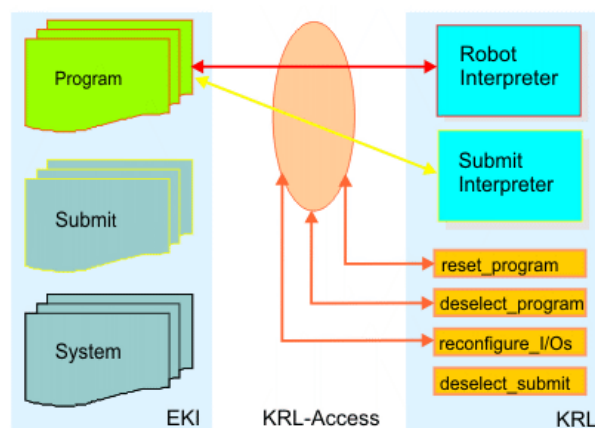 Program
Submit
System
EKI
KRL-Access
Robot
Interpreter
Submit
Interpreter
reset_program
deselect_program
reconfigure_I/Os
deselect_submit
KRL